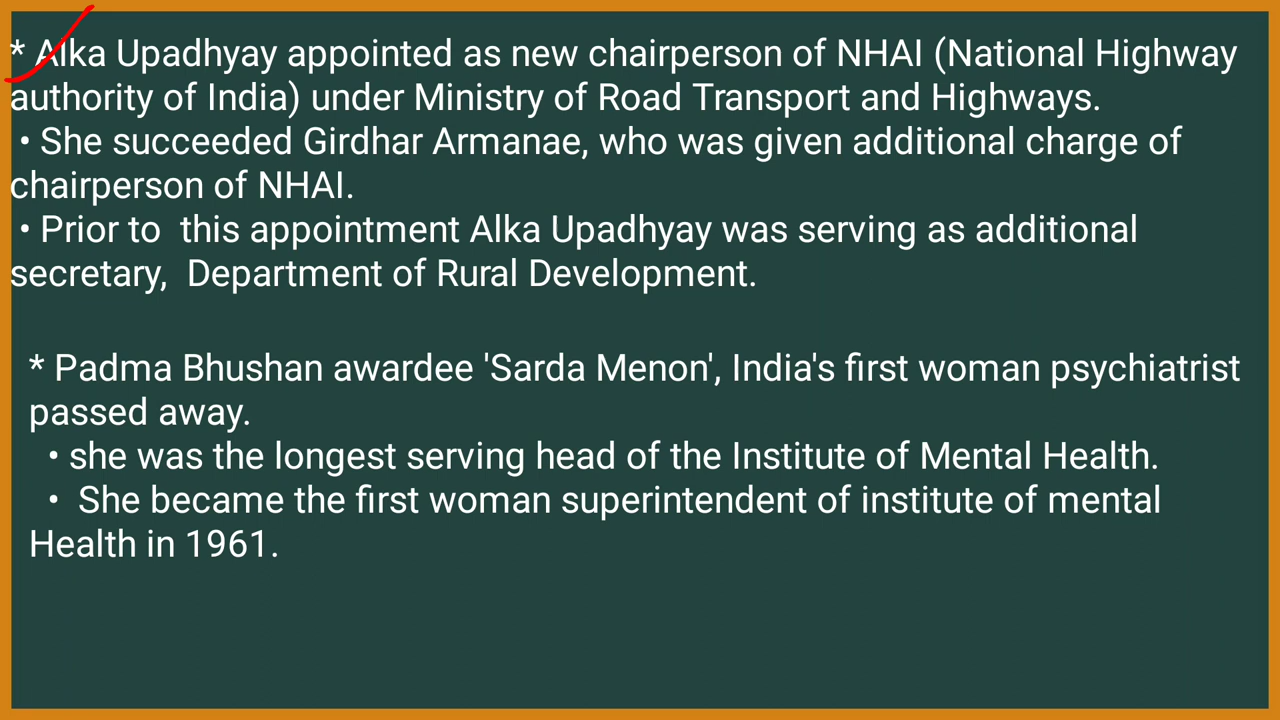 * Alka Upadhyay appointed as new chairperson of NHAI (National Highway
authority of India) under Ministry of Road Transport and Highways.
• She succeeded Girdhar Armanae, who was given additional charge of
chairperson of NHAI.
• Prior to  this appointment Alka Upadhyay was serving as additional
secretary,  Department of Rural Development.
* Padma Bhushan awardee 'Sarda Menon', India's first woman psychiatrist
passed away.
• she was the longest serving head of the Institute of Mental Health.
•  She became the first woman superintendent of institute of mental
Health in 1961.